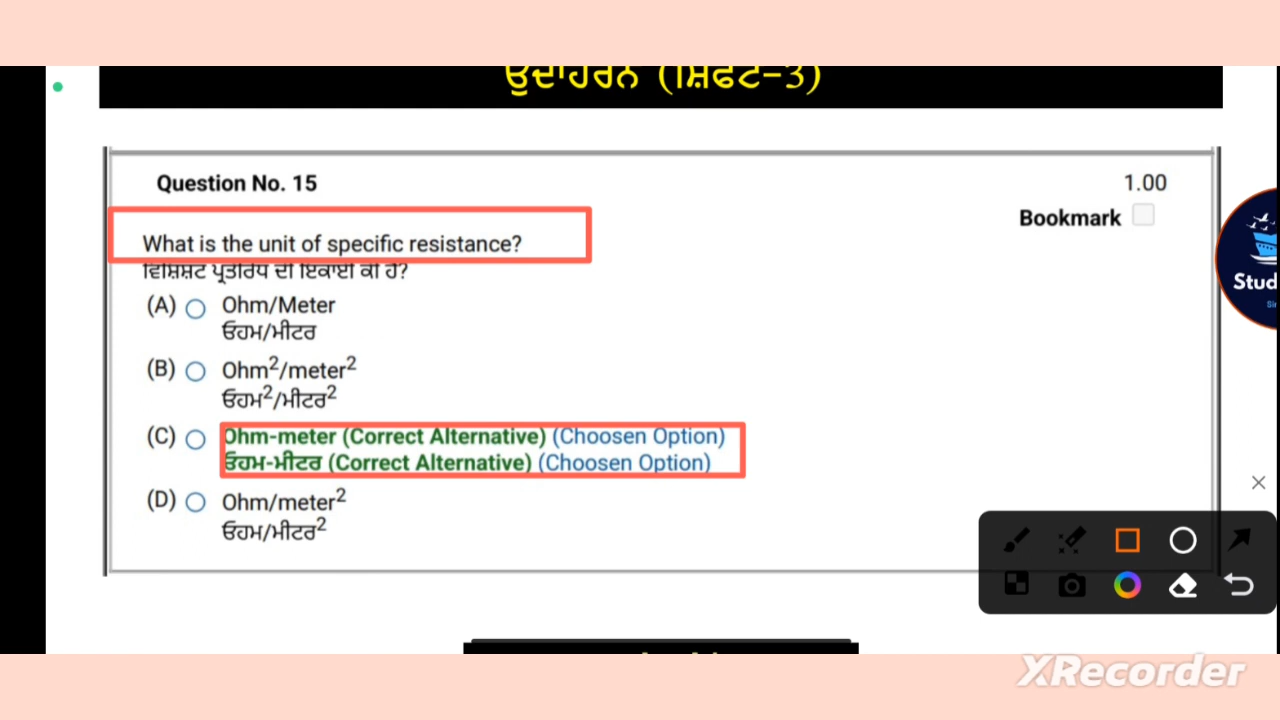 ਉਦਾਹਰਨ (ਸ਼ਿਫਟ-3)
Question No. 15
1.00
Bookmark
What is the unit of specific resistance?
ਵਿਸ਼ਿਸ਼ਟ ਪ੍ਰਤੀਰੋਧ ਦੀ ਇਕਾਈ ਕੀ ਹੈ?
(A) Ohm/Meter
ਓਹਮ/ਮੀਟਰ
(B) Ohm²/meter²
ਓਹਮ²/ਮੀਟਰ²
(C) Ohm-meter (Correct Alternative) (Choosen Option)
ਓਹਮ-ਮੀਟਰ (Correct Alternative) (Choosen Option)
(D) Ohm/meter²
ਓਹਮ/ਮੀਟਰ²
Stud
XRecorder